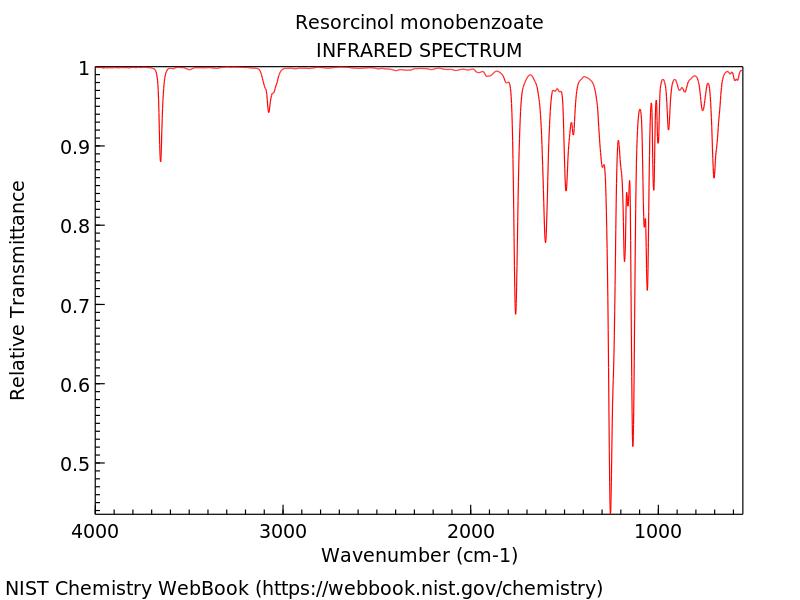 Resorcinol monobenzoate
INFRARED SPECTRUM
1
0.9
0.8
0.7
0.6
0.5
Relative Transmittance
4000 3000 2000 1000
Wavenumber (cm-1)
NIST Chemistry WebBook (https://webbook.nist.gov/chemistry)